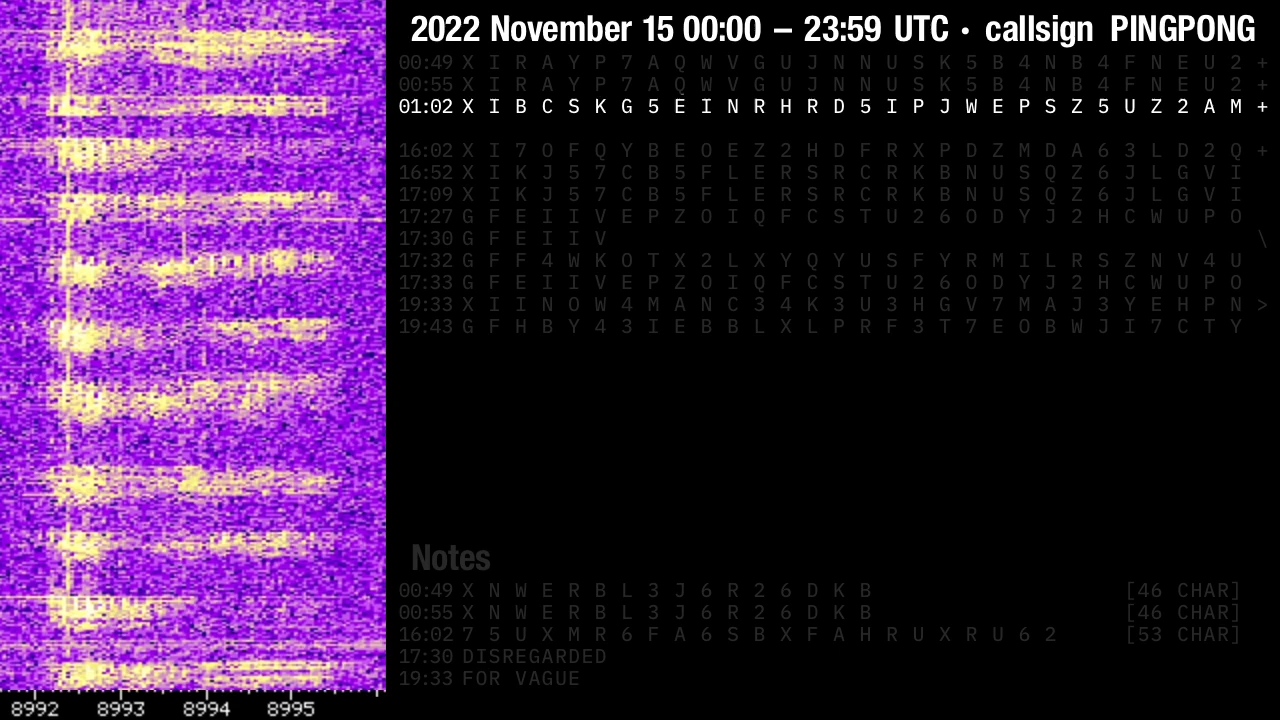 2022 November 15 00:00 – 23:59 UTC · callsign PINGPONG
00:49 X I R A Y P 7 A Q W V G U J N N U S K 5 B 4 N B 4 F N E U 2 +
00:55 X I R A Y P 7 A Q W V G U J N N U S K 5 B 4 N B 4 F N E U 2 +
01:02 X I B C S K G 5 E I N R H R D 5 I P J W E P S Z 5 U Z 2 A M +
16:02 X I 7 O F Q Y B E O E Z 2 H D F R X P D Z M D A 6 3 L D 2 Q +
16:52 X I K J 5 7 C B 5 F L E R S R C R K B N U S Q Z 6 J L G V I
17:09 X I K J 5 7 C B 5 F L E R S R C R K B N U S Q Z 6 J L G V I
17:27 G F E I I V E P Z O I Q F C S T U 2 6 O D Y J 2 H C W U P O
17:30 G F E I I V \
17:32 G F F 4 W K O T X 2 L X Y Q Y U S F Y R M I L R S Z N V 4 U
17:33 G F E I I V E P Z O I Q F C S T U 2 6 O D Y J 2 H C W U P O
19:33 X I I N O W 4 M A N C 3 4 K 3 U 3 H G V 7 M A J 3 Y E H P N >
19:43 G F H B Y 4 3 I E B B L X L P R F 3 T 7 E O B W J I 7 C T Y
Notes
00:49 X N W E R B L 3 J 6 R 2 6 D K B [46 CHAR]
00:55 X N W E R B L 3 J 6 R 2 6 D K B [46 CHAR]
16:02 7 5 U X M R 6 F A 6 S B X F A H R U X R U 6 2 [53 CHAR]
17:30 DISREGARDED
19:33 FOR VAGUE
8992 8993 8994 8995